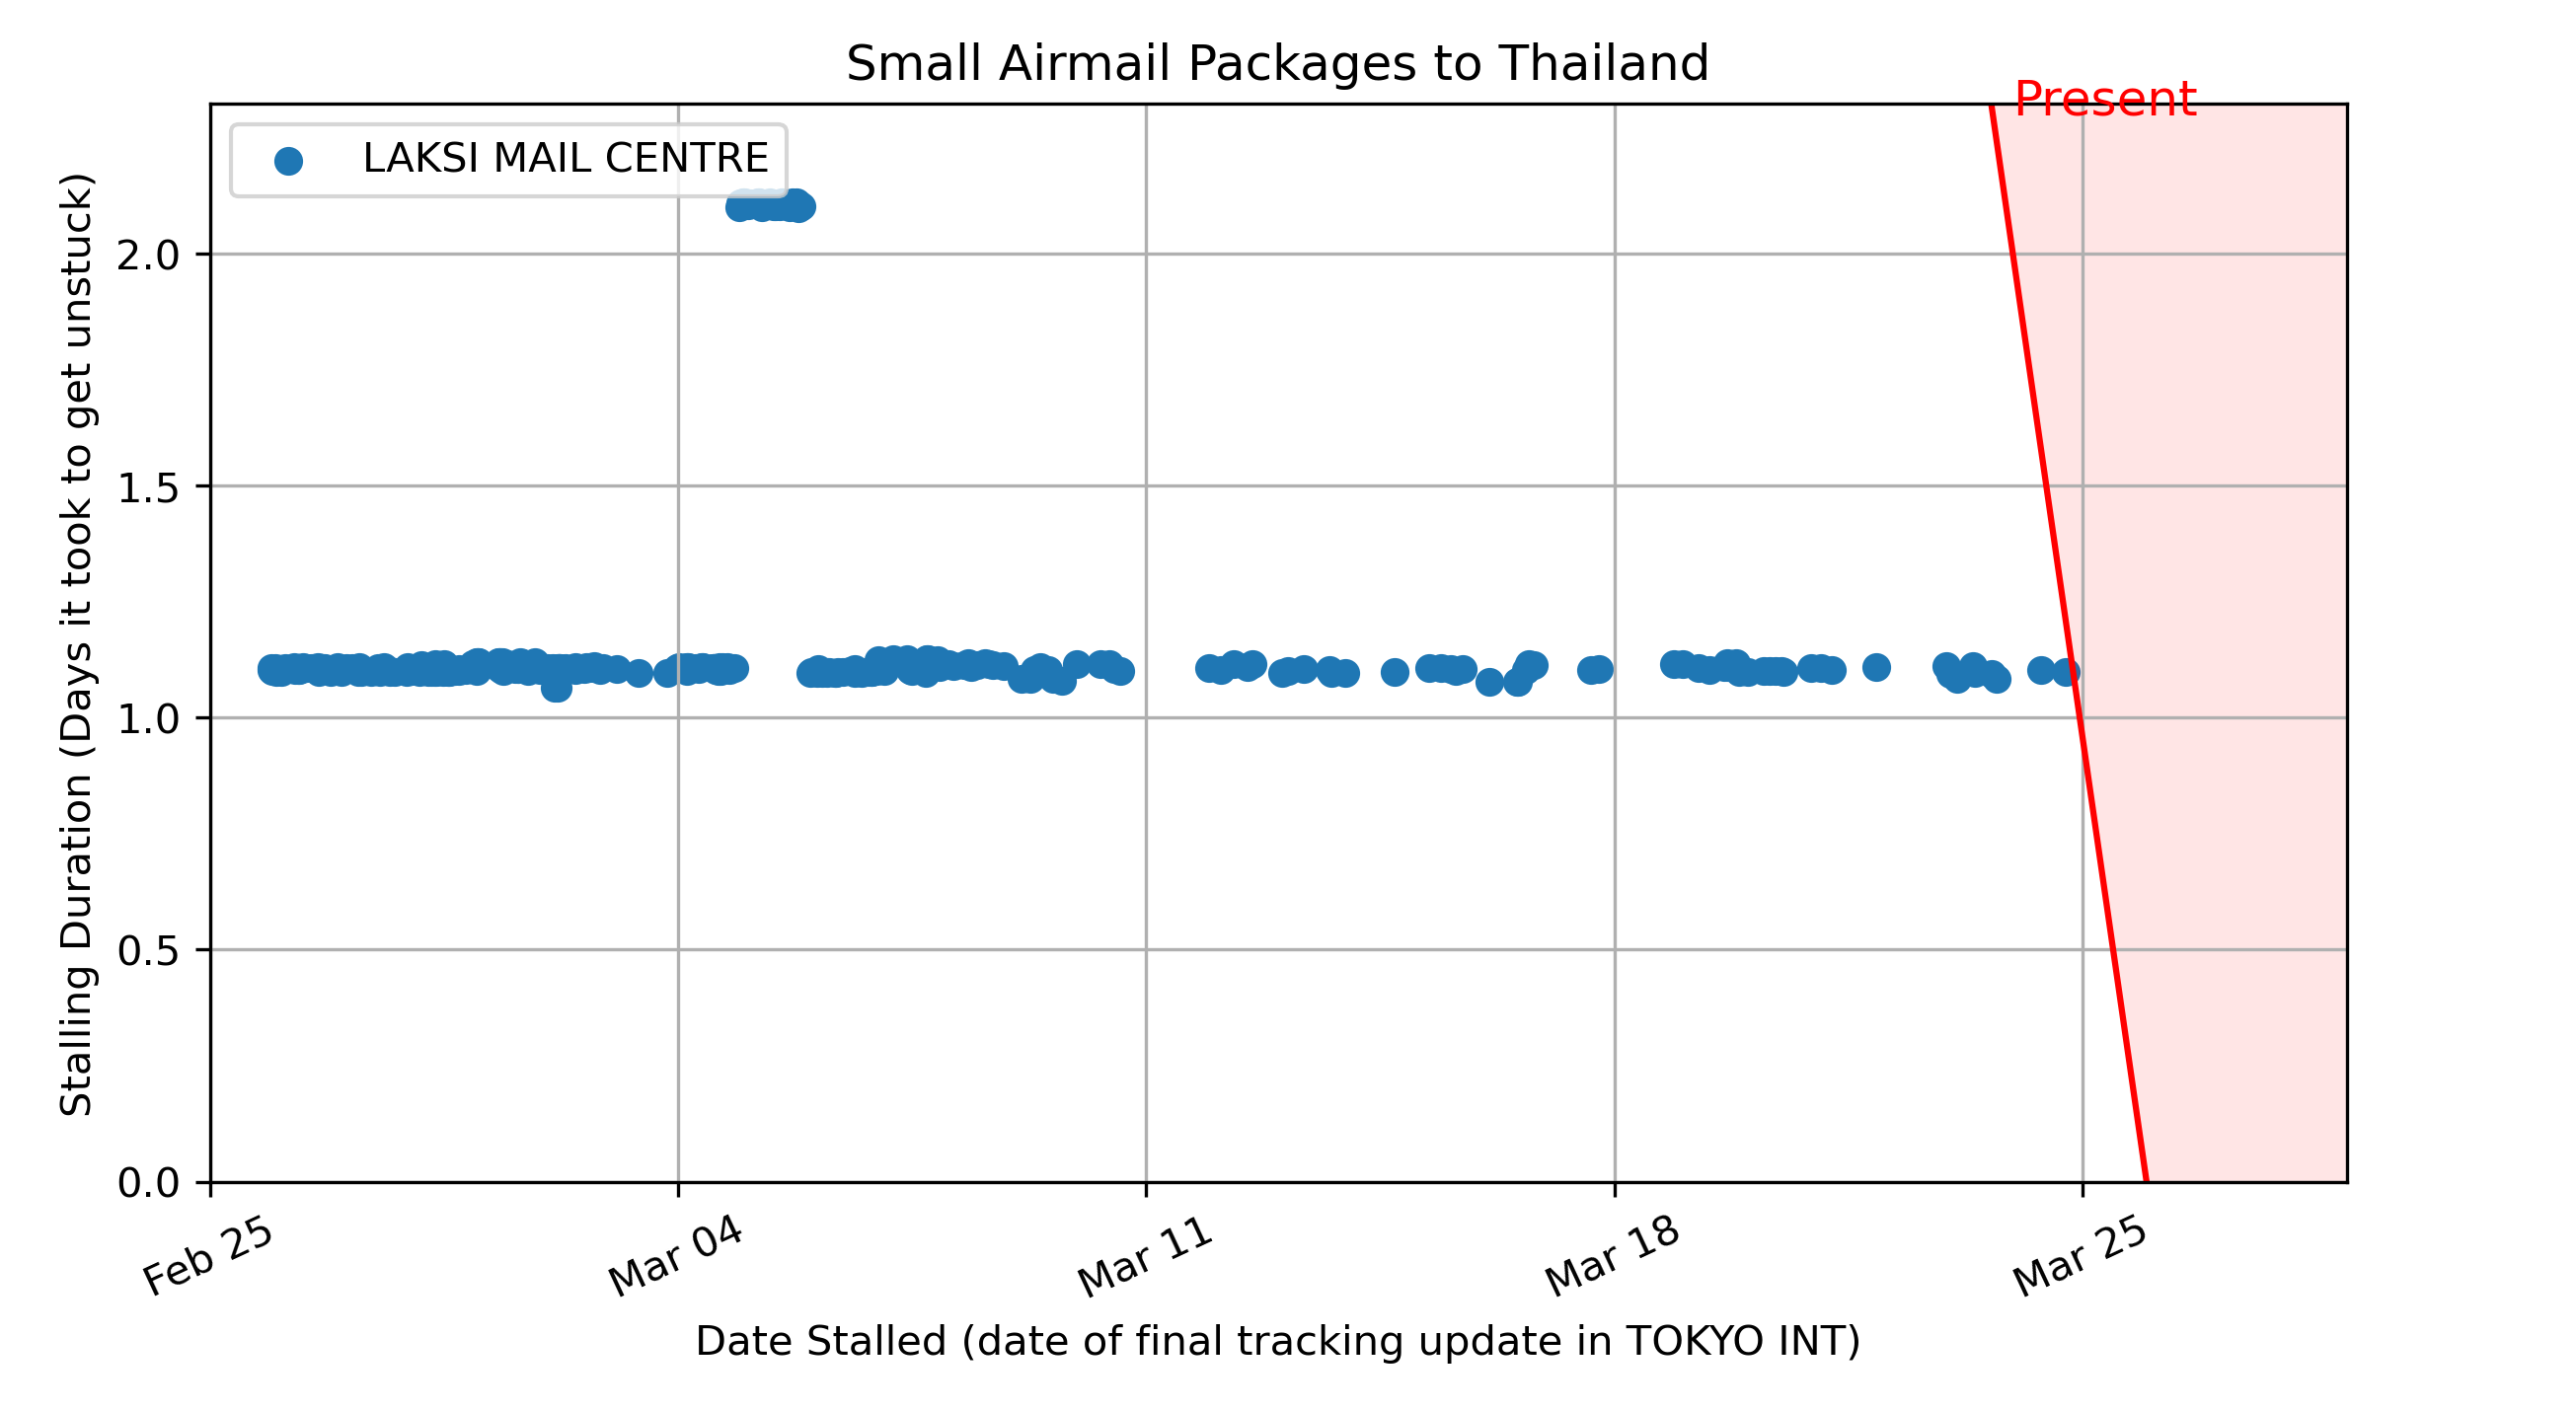 Small Airmail Packages to Thailand
Present
LAKSI MAIL CENTRE
Stalling Duration (Days it took to get unstuck)
2.0
1.5
1.0
0.5
0.0
Feb 25
Mar 04
Mar 11
Mar 18
Mar 25
Date Stalled (date of final tracking update in TOKYO INT)